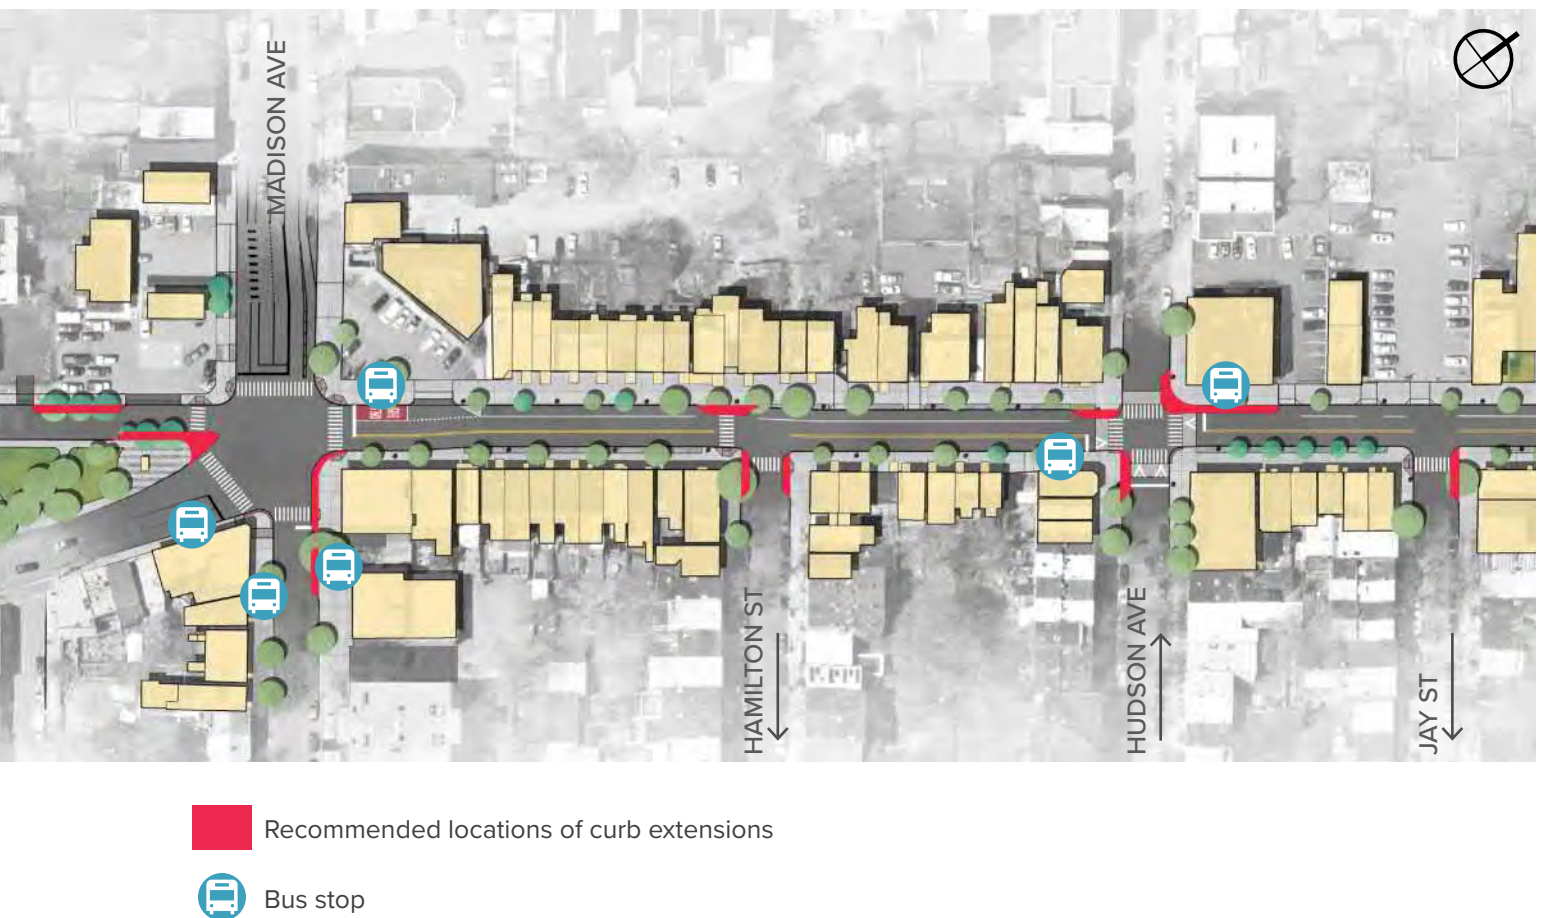 MADISON AVE
HAMILTON ST
HUDSON AVE
JAY ST
Recommended locations of curb extensions
Bus stop